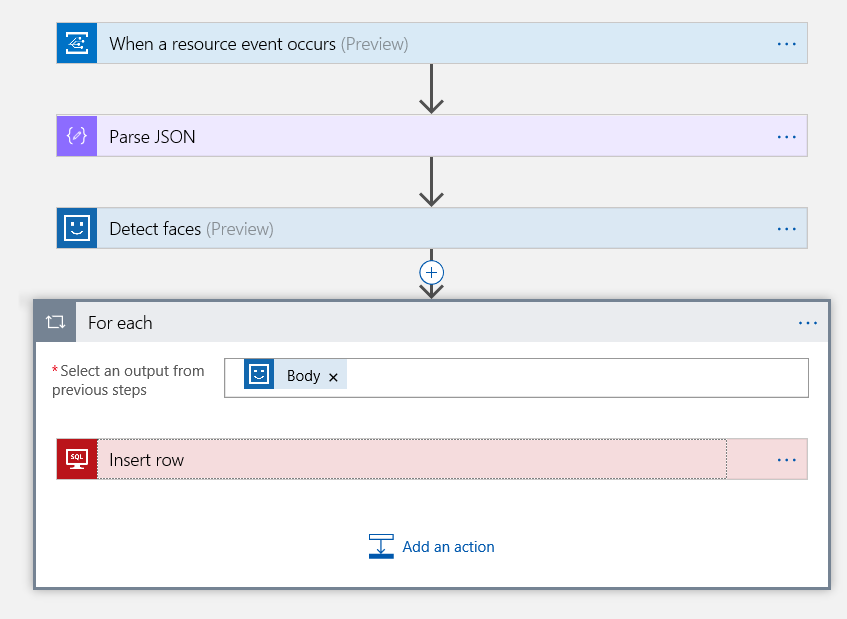 When a resource event occurs (Preview)
Parse JSON
Detect faces (Preview)
For each
*Select an output from
previous steps
Body
SQL
Insert row
Add an action